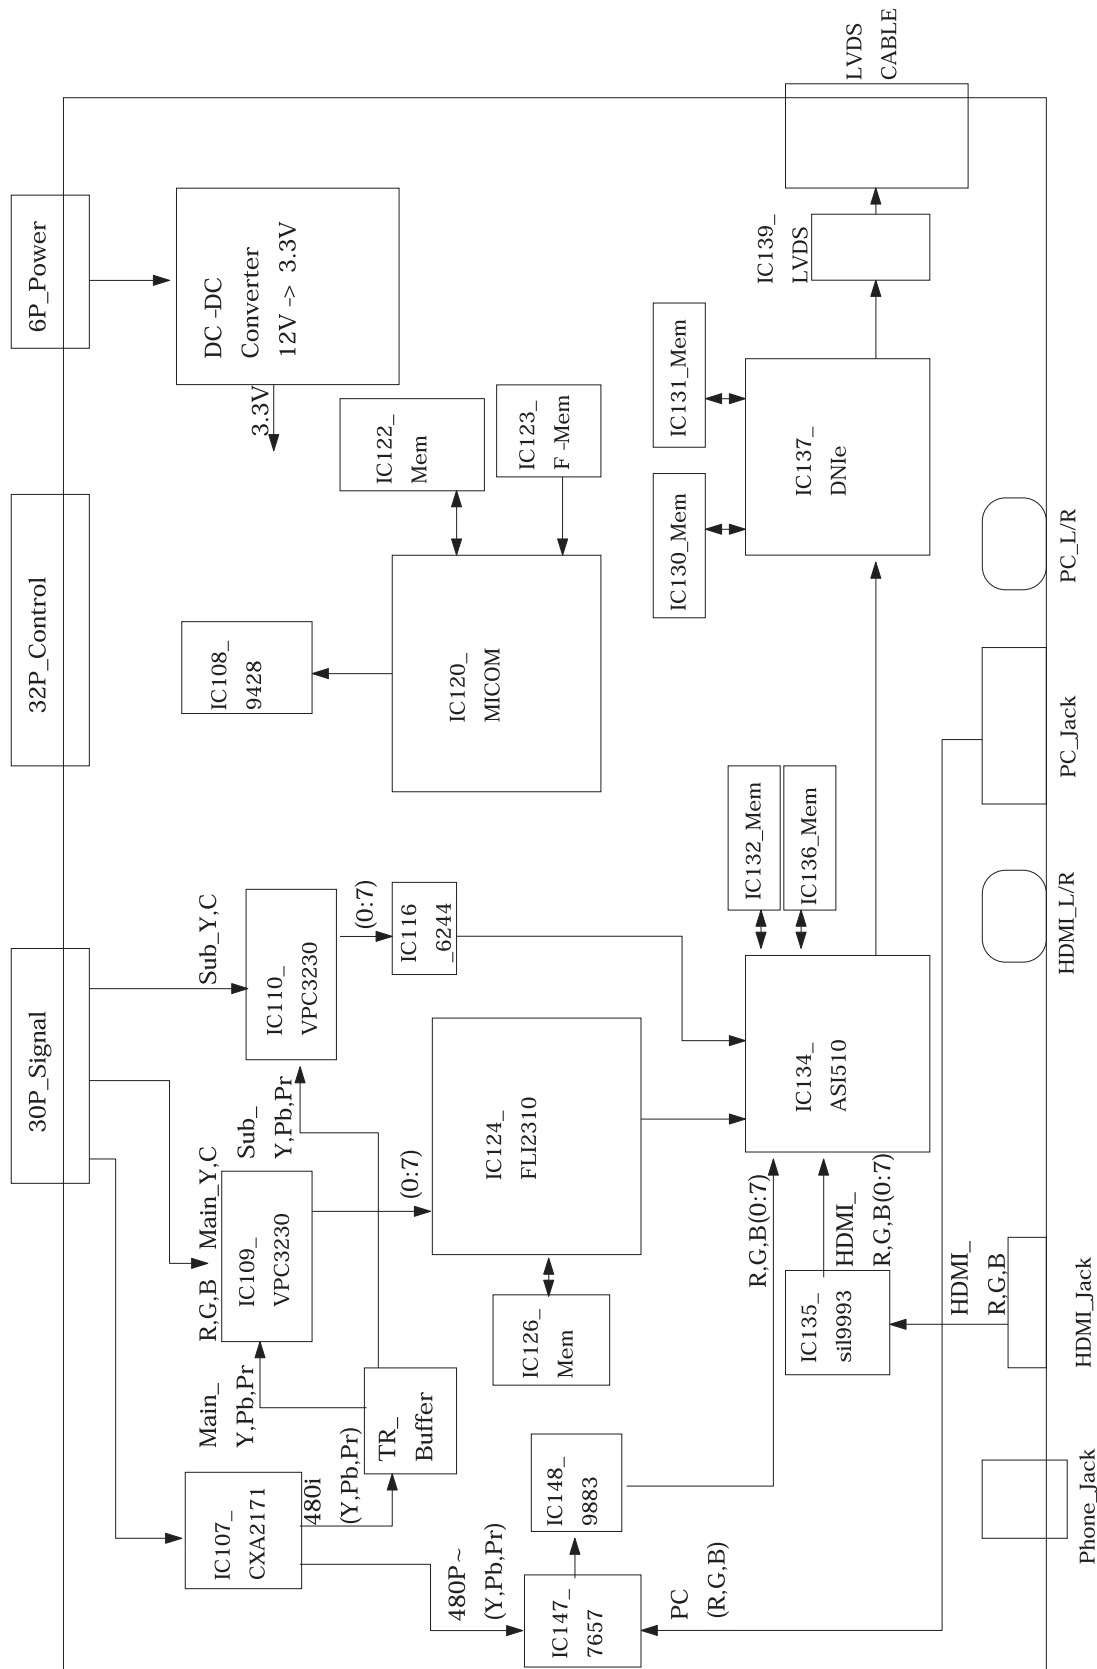 30P_Signal
32P_Control
6P_Power
IC107_
CXA2171
Main_
Y,Pb,Pr
R,G,B
Main_Y,C
IC109_
VPC3230
Sub_
Y,Pb,Pr
Sub_Y,C
IC110_
VPC3230
IC108_
9428
3.3V
DC -DC
Converter
12V -> 3.3V
480i
(Y,Pb,Pr)
TR_
Buffer
(0:7)
(0:7)
IC116
_6244
IC120_
MICOM
IC122_
Mem
IC123_
F -Mem
480P~
(Y,Pb,Pr)
IC147_
7657
IC148_
9883
IC126_
Mem
IC124_
FLI2310
PC
(R,G,B)
R,G,B(0:7)
IC135_
sil9993
HDMI_
R,G,B(0:7)
IC134_
ASI510
IC132_Mem
IC136_Mem
IC130_Mem
IC131_Mem
IC137_
DNIe
IC139_
LVDS
LVDS
CABLE
HDMI_
R,G,B
Phone_Jack
HDMI_Jack
HDMI_L/R
PC_Jack
PC_L/R